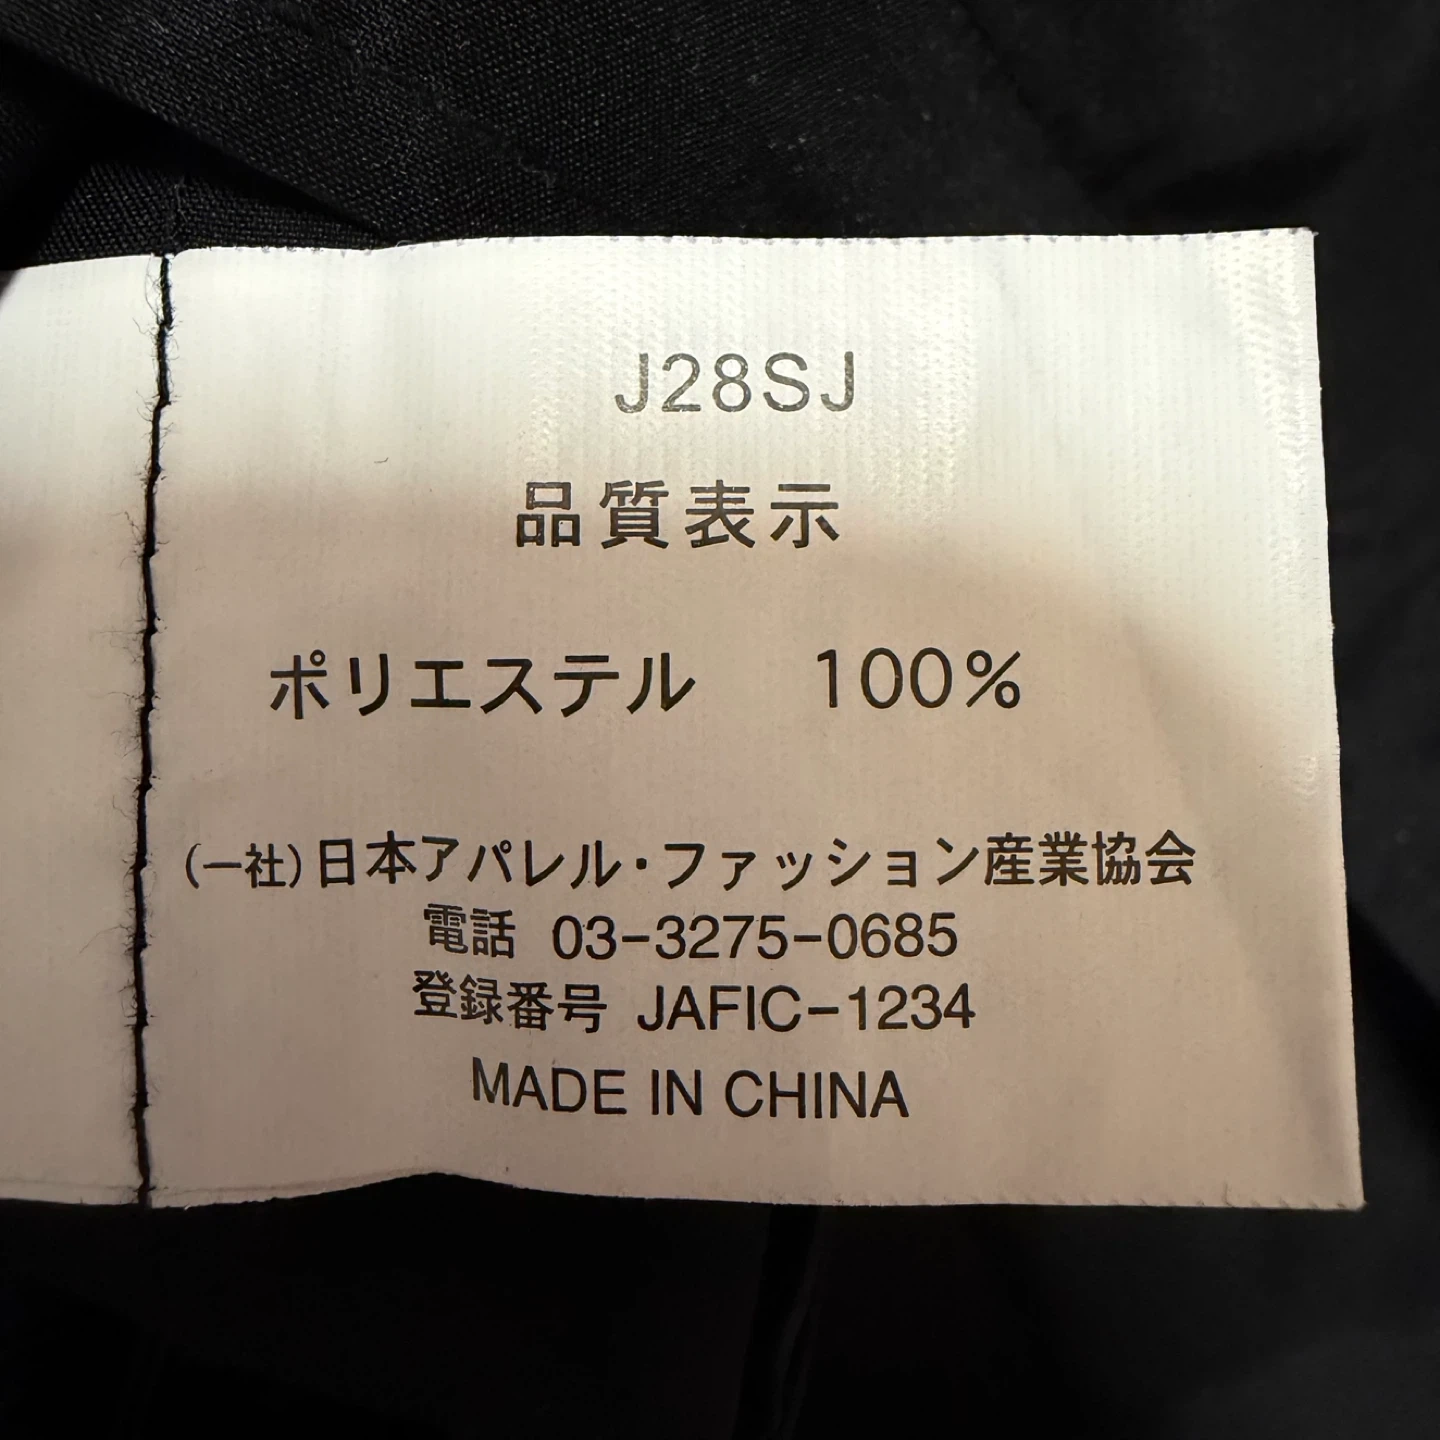 J28SJ
品質表示
ポリエステル 100%
(一社)日本アパレル・ファッション産業協会
電話 03-3275-0685
登録番号 JAFIC-1234
MADE IN CHINA